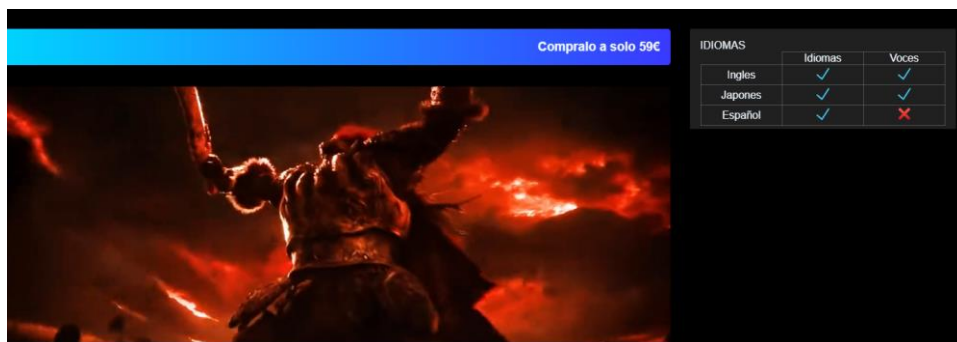 Compralo a solo 59€
IDIOMAS
Idiomas Voces
Ingles
Japones
Español